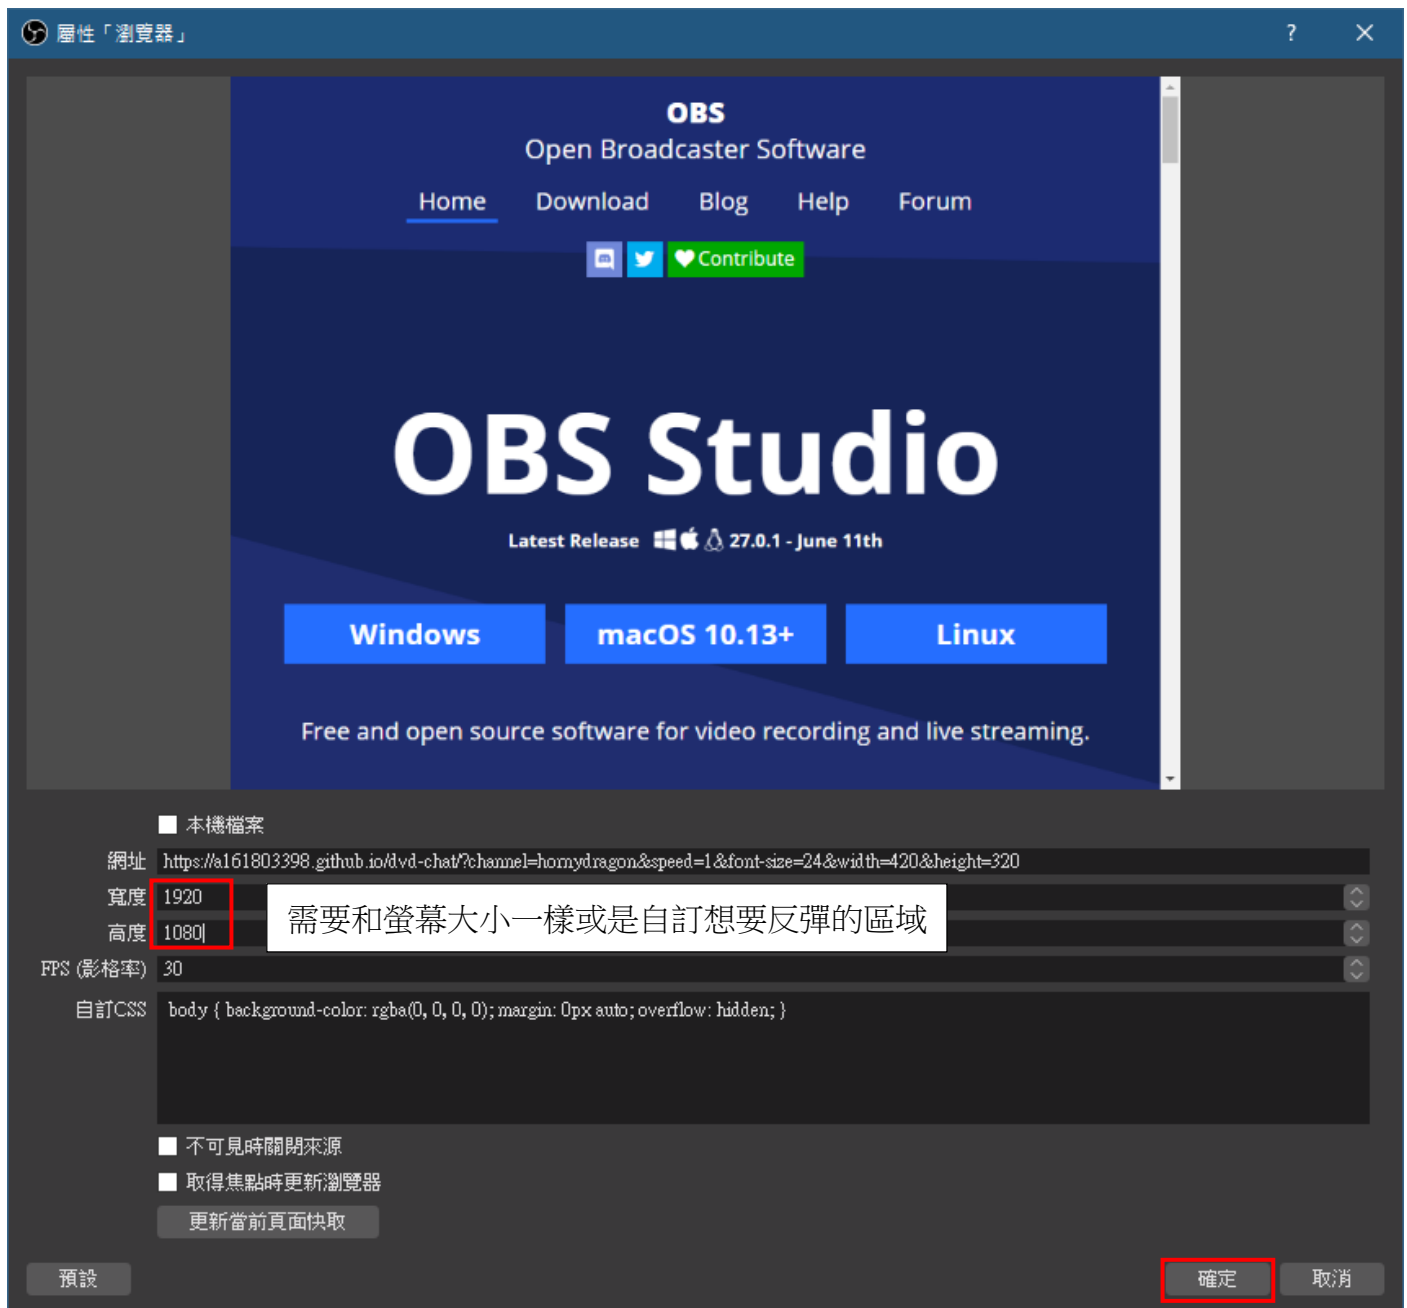 屬性「瀏覽器」
?
OBS
Open Broadcaster Software
Home Download Blog Help Forum
Contribute
OBS Studio
Latest Release 27.0.1 - June 11th
Windows macOS 10.13+ Linux
Free and open source software for video recording and live streaming.
本機檔案
網址 https://a161803398.github.io/dvd-chat/?channel=hornydragon&speed=1&font-size=24&width=420&height=320
寬度 1920
需要和螢幕大小一樣或是自訂想要反彈的區域
高度 1080
FPS (影格率) 30
自訂CSS body { background-color: rgba(0, 0, 0, 0); margin: 0px auto; overflow: hidden; }
不可見時關閉來源
取得焦點時更新瀏覽器
更新當前頁面快取
預設 確定 取消